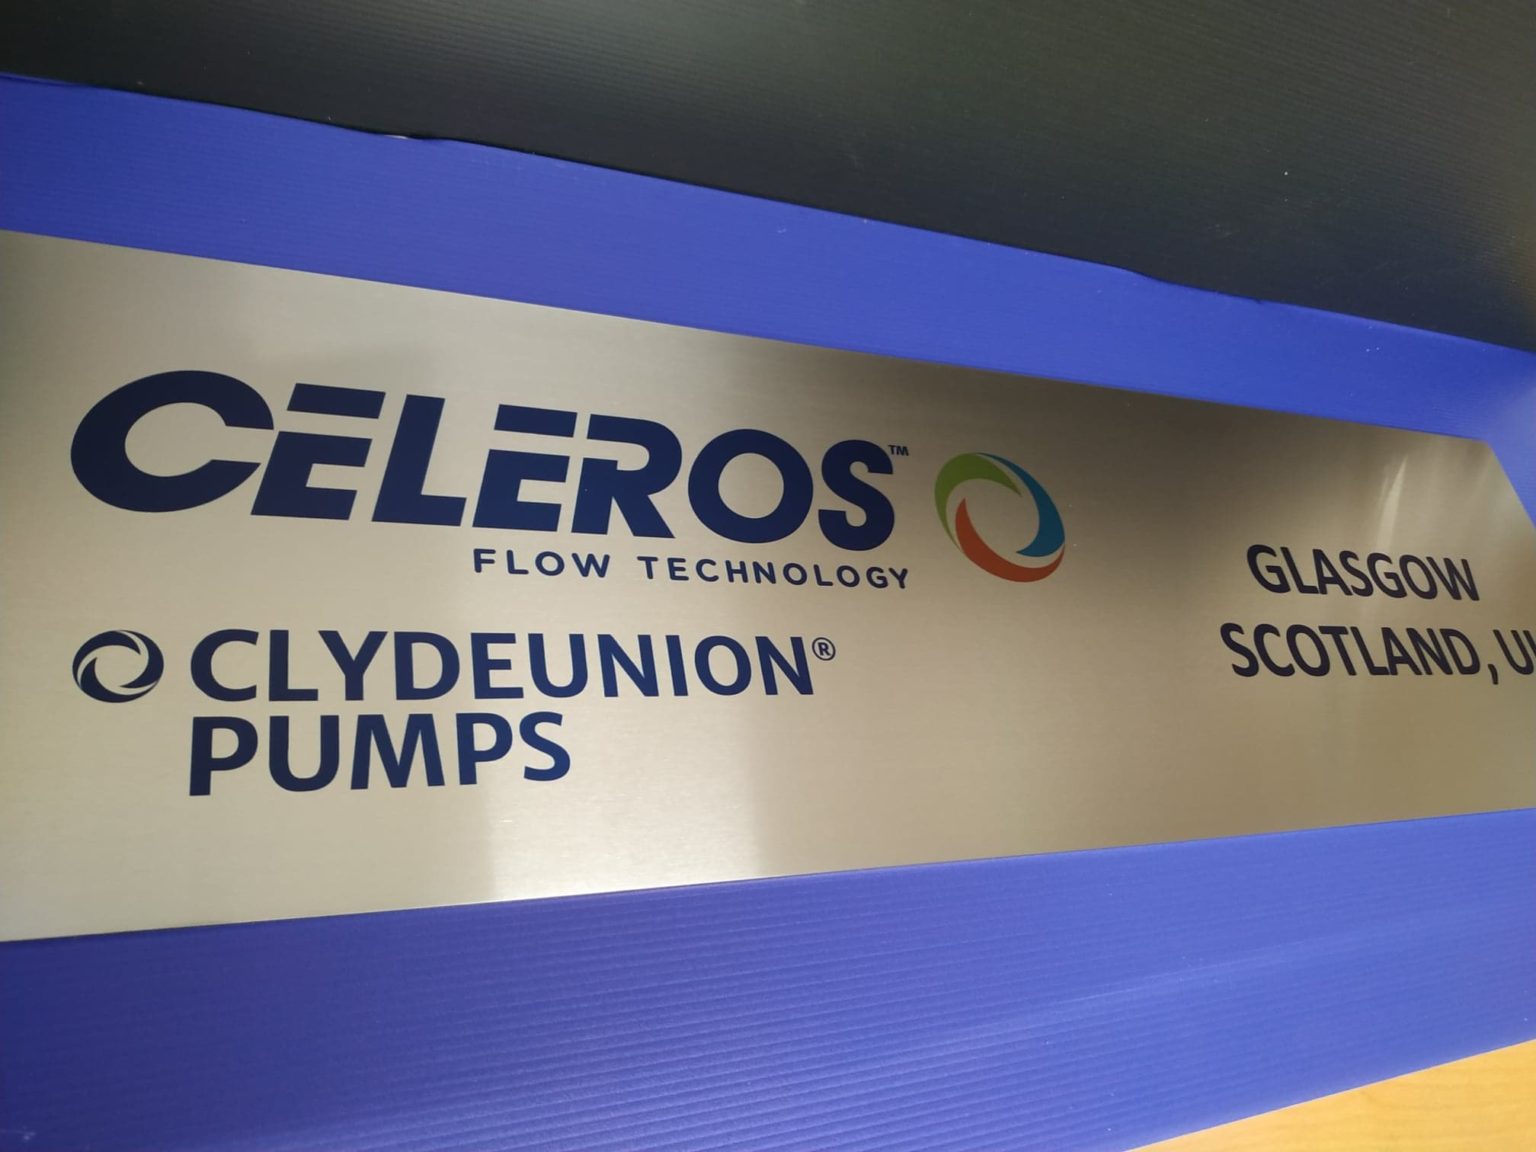 CELEROS™
FLOW TECHNOLOGY
CLYDEUNION®
PUMPS
GLASGOW
SCOTLAND,